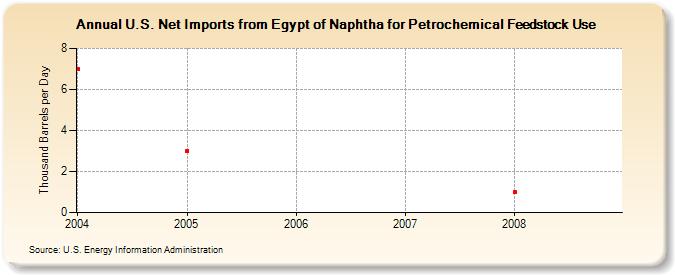 Annual U.S. Net Imports from Egypt of Naphtha for Petrochemical Feedstock Use
Thousand Barrels per Day
8
6
4
2
0
2004 2005 2006 2007 2008
Source: U.S. Energy Information Administration